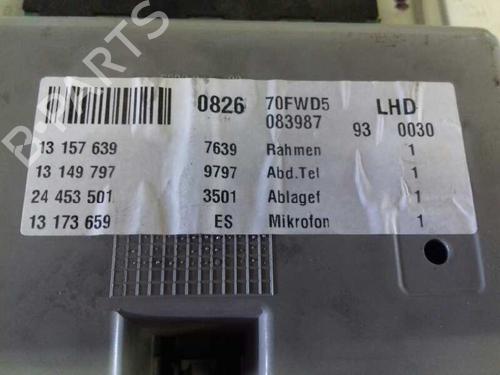 B-PARTS
0826 70FWD5 LHD
083987 93 0030
13 157 639 7639 Rahmen 1
13 149 797 9797 Abd.Tel 1
24 453 501 3501 Ablagef 1
13 173 659 ES Mikrofon 1